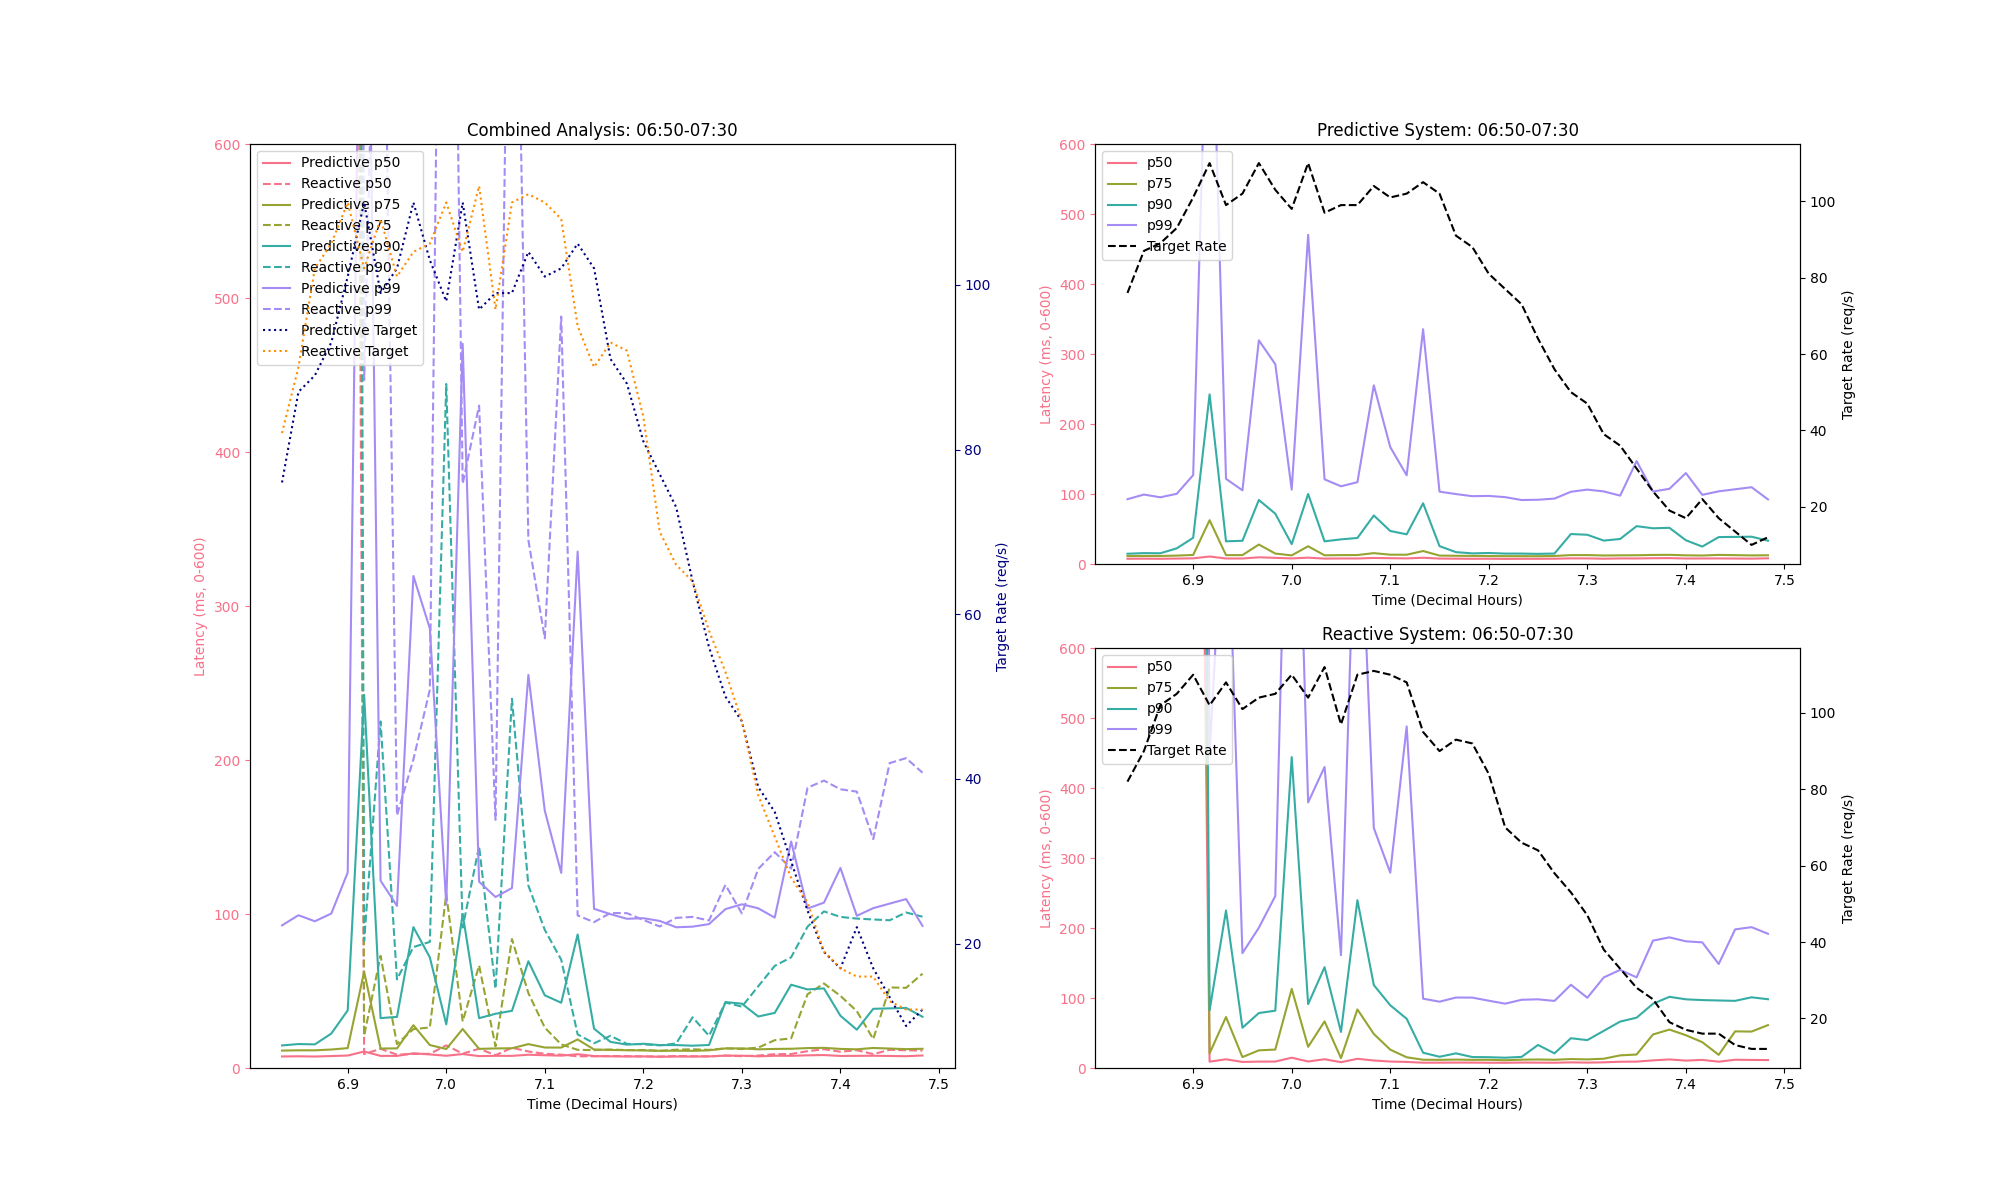 Combined Analysis: 06:50-07:30
Latency (ms, 0-600)
600
500
400
300
200
100
0
Predictive p50
Reactive p50
Predictive p75
Reactive p75
Predictive p90
Reactive p90
Predictive p99
Reactive p99
Predictive Target
Reactive Target
100
80
60
40
20
Target Rate (req/s)
6.9 7.0 7.1 7.2 7.3 7.4 7.5
Time (Decimal Hours)
Predictive System: 06:50-07:30
Latency (ms, 0-600)
600
500
400
300
200
100
0
p50
p75
p90
p99
Target Rate
100
80
60
40
20
Target Rate (req/s)
6.9 7.0 7.1 7.2 7.3 7.4 7.5
Time (Decimal Hours)
Reactive System: 06:50-07:30
Latency (ms, 0-600)
600
500
400
300
200
100
0
p50
p75
p90
p99
Target Rate
100
80
60
40
20
Target Rate (req/s)
6.9 7.0 7.1 7.2 7.3 7.4 7.5
Time (Decimal Hours)